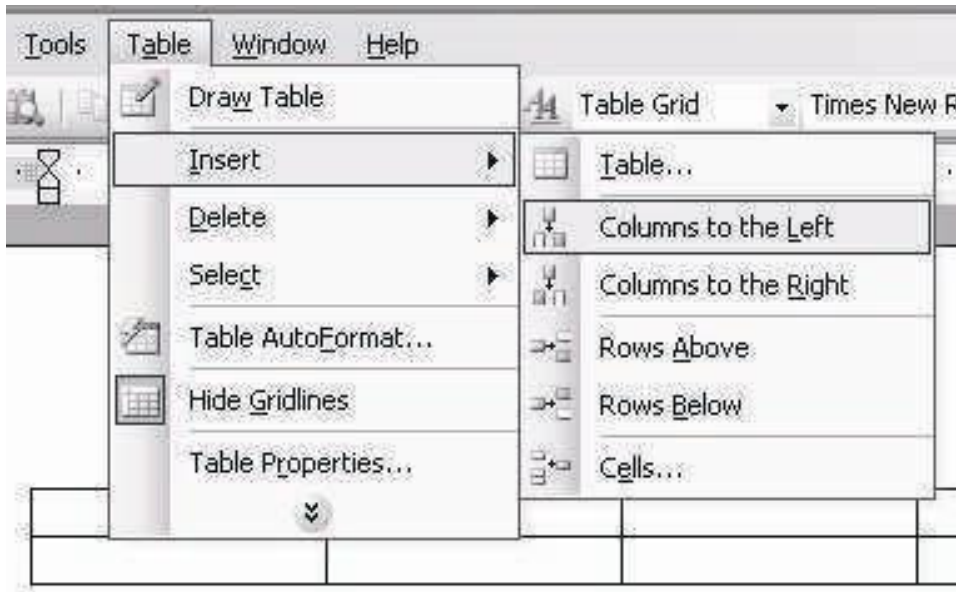 Tools Table Window Help
Draw Table
Table Grid Times New R
Insert
Table...
Delete
Columns to the Left
Select
Columns to the Right
Table AutoFormat...
Rows Above
Hide Gridlines
Rows Below
Table Properties...
Cells...